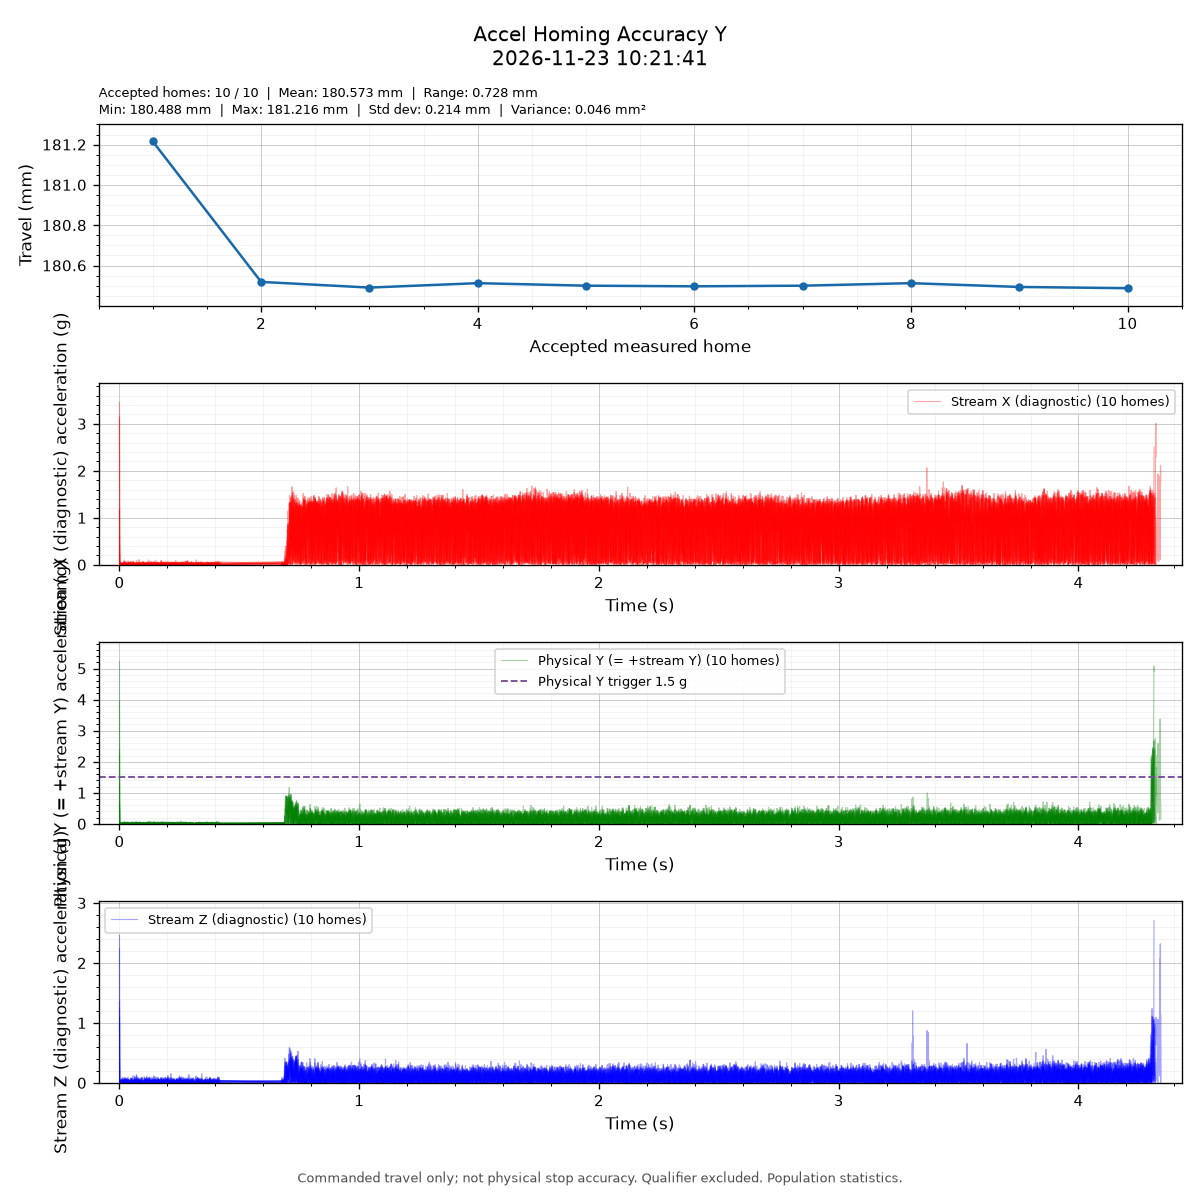 Accel Homing Accuracy Y
2026-11-23 10:21:41
Accepted homes: 10 / 10 | Mean: 180.573 mm | Range: 0.728 mm
Min: 180.488 mm | Max: 181.216 mm | Std dev: 0.214 mm | Variance: 0.046 mm²
Travel (mm)
181.2
181.0
180.8
180.6
2 4 6 8 10
Accepted measured home
Stream X (diagnostic) acceleration (g)
Stream X (diagnostic) (10 homes)
3
2
1
0
0 1 2 3 4
Time (s)
Physical Y (= +stream Y) acceleration (g)
Physical Y (= +stream Y) (10 homes)
Physical Y trigger 1.5 g
5
4
3
2
1
0
0 1 2 3 4
Time (s)
Stream Z (diagnostic) acceleration (g)
Stream Z (diagnostic) (10 homes)
3
2
1
0
0 1 2 3 4
Time (s)
Commanded travel only; not physical stop accuracy. Qualifier excluded. Population statistics.